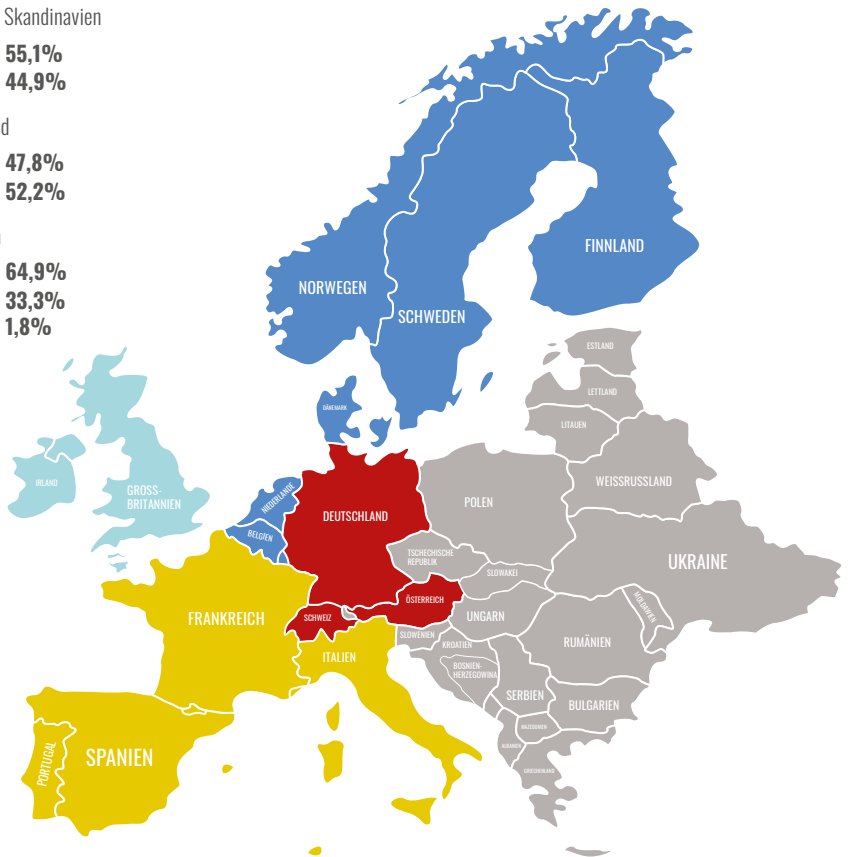 Skandinavien
55,1%
44,9%
d
47,8%
52,2%
64,9%
33,3%
1,8%
FINNLAND
NORWEGEN
SCHWEDEN
ESTLAND
LETTLAND
DÄNEMARK
LITAUEN
IRLAND
GROSS-
BRITANNIEN
NIEDERLANDE
BELGIEN
DEUTSCHLAND
POLEN
WEISSRUSSLAND
TSCHECHISCHE
REPUBLIK
SLOWAKEI
UKRAINE
FRANKREICH
SCHWEIZ
ÖSTERREICH
UNGARN
MOLDAWIEN
SLOWENIEN
KROATIEN
RUMÄNIEN
ITALIEN
BOSNIEN-
HERZEGOWINA
SERBIEN
BULGARIEN
PORTUGAL
SPANIEN
MAZEDONIEN
ALBANIEN
GRIECHENLAND